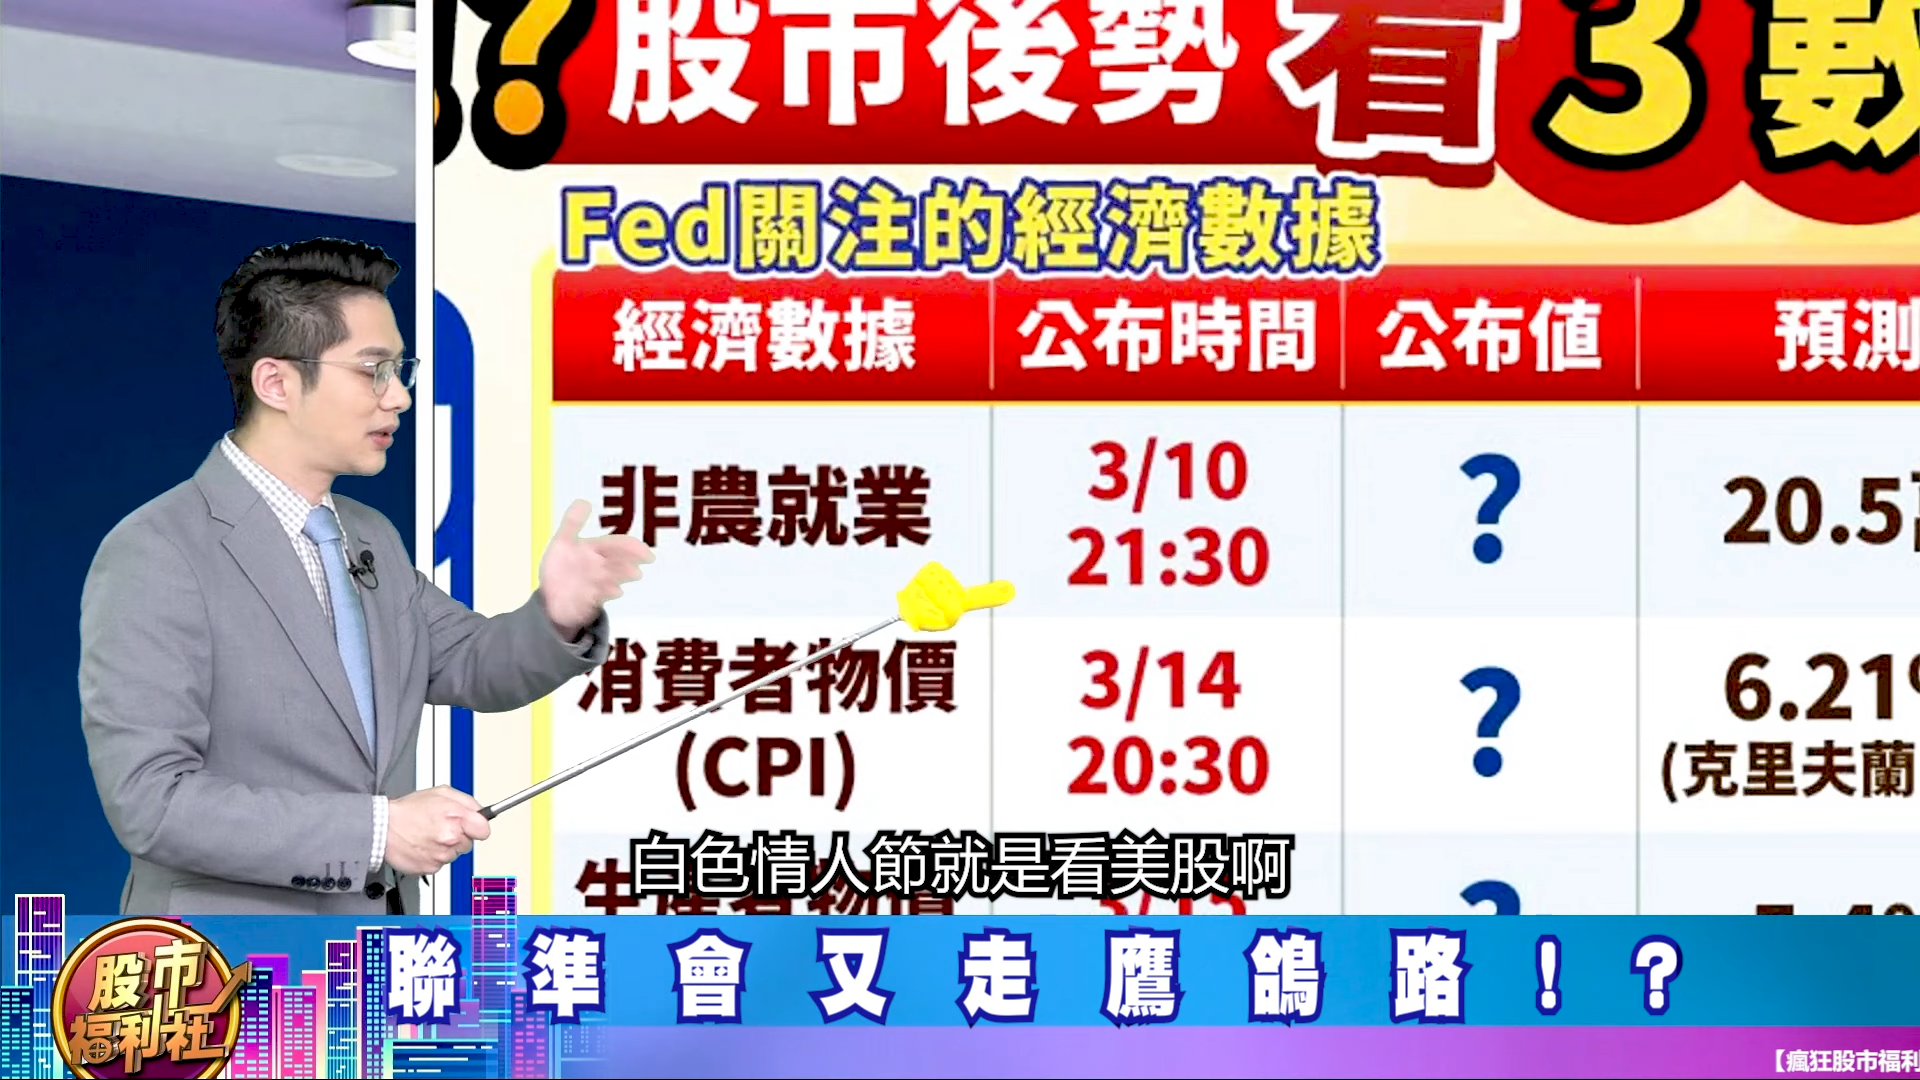 !?股市後勢看3數
Fed關注的經濟數據
經濟數據 公布時間 公布值 預測
非農就業 3/10 21:30 ? 20.5萬
消費者物價 (CPI) 3/14 20:30 ? 6.21% (克里夫蘭
白色情人節就是看美股啊
聯準會又走鷹鴿路!?
股市福利社
【瘋狂股市福利